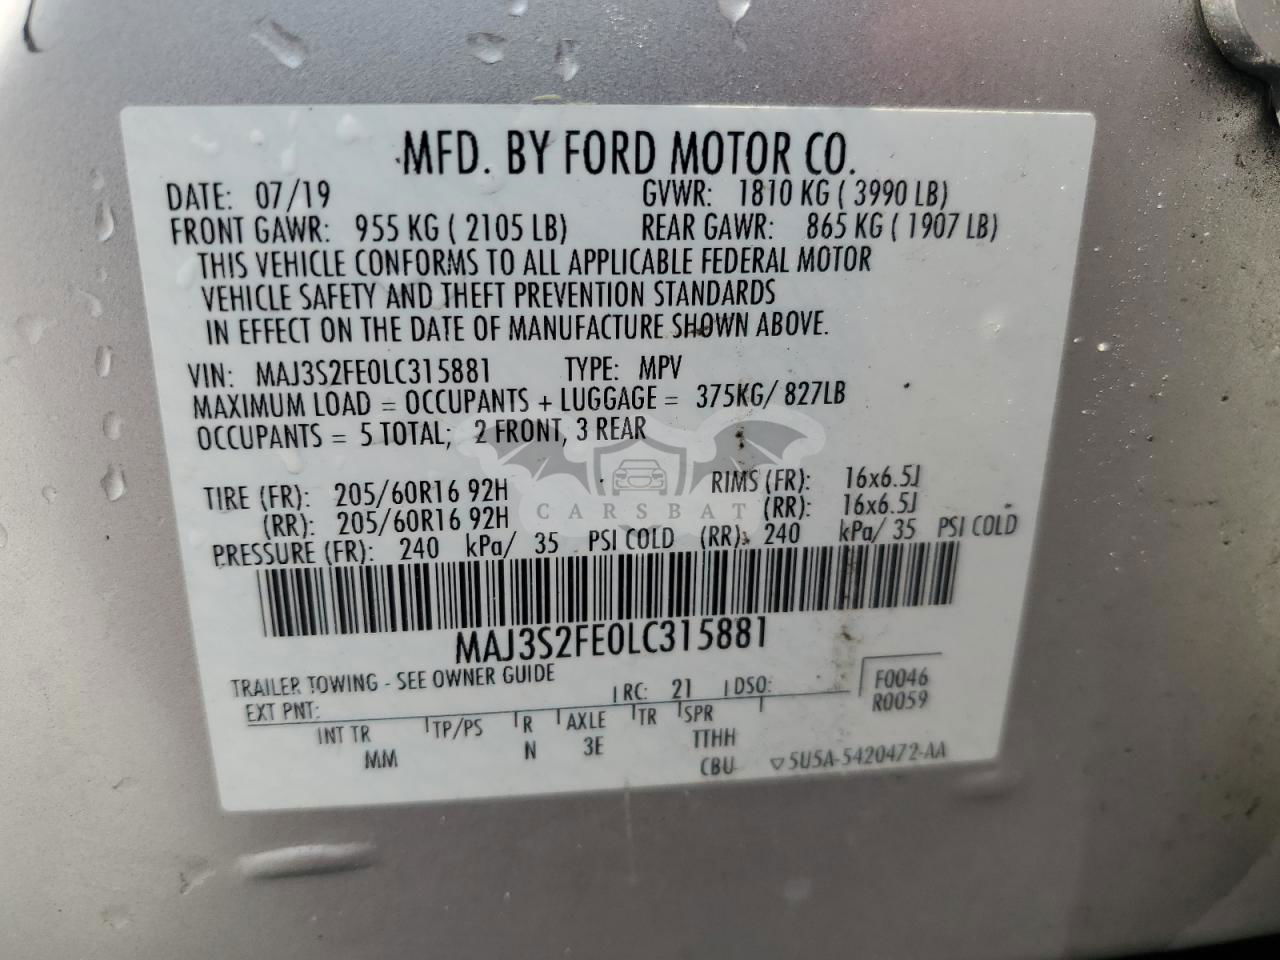 MFD. BY FORD MOTOR CO.
DATE: 07/19 GVWR: 1810 KG ( 3990 LB)
FRONT GAWR: 955 KG ( 2105 LB) REAR GAWR: 865 KG ( 1907 LB)
THIS VEHICLE CONFORMS TO ALL APPLICABLE FEDERAL MOTOR
VEHICLE SAFETY AND THEFT PREVENTION STANDARDS
IN EFFECT ON THE DATE OF MANUFACTURE SHOWN ABOVE.
VIN: MAJ3S2FE0LC315881 TYPE: MPV
MAXIMUM LOAD = OCCUPANTS + LUGGAGE = 375KG/ 827LB
OCCUPANTS = 5 TOTAL; 2 FRONT, 3 REAR
TIRE (FR): 205/60R16 92H RIMS (FR): 16x6.5J
(RR): 205/60R16 92H (RR): 16x6.5J
CARSBAT
PRESSURE (FR): 240 kPa/ 35 PSI COLD (RR): 240 kPa/ 35 PSI COLD
MAJ3S2FE0LC315881
TRAILER TOWING - SEE OWNER GUIDE
EXT PNT: RC: 21 DSO: F0046
R0059
INT TR TP/PS R AXLE TR SPR
MM N 3E TTHH
CBU ▽5U5A-5420472-AA